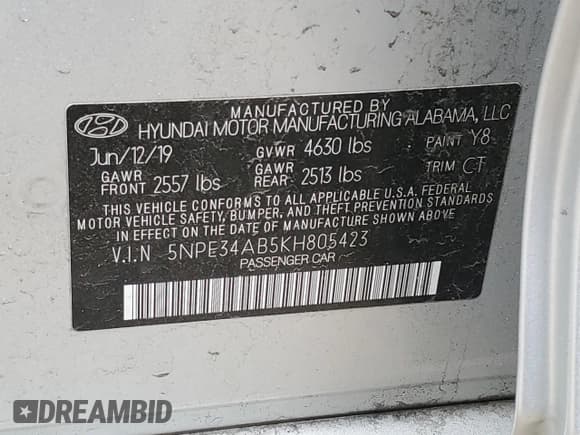 MANUFACTURED BY
HYUNDAI MOTOR MANUFACTURING ALABAMA, LLC
Jun/12/19 GVWR 4630 lbs PAINT Y8
GAWR FRONT 2557 lbs GAWR REAR 2513 lbs TRIM CT
THIS VEHICLE CONFORMS TO ALL APPLICABLE U.S.A. FEDERAL
MOTOR VEHICLE SAFETY, BUMPER, AND THEFT PREVENTION STANDARDS
IN EFFECT ON THE DATE OF MANUFACTURE SHOWN ABOVE
V.I.N 5NPE34AB5KH805423
PASSENGER CAR
DREAMBID